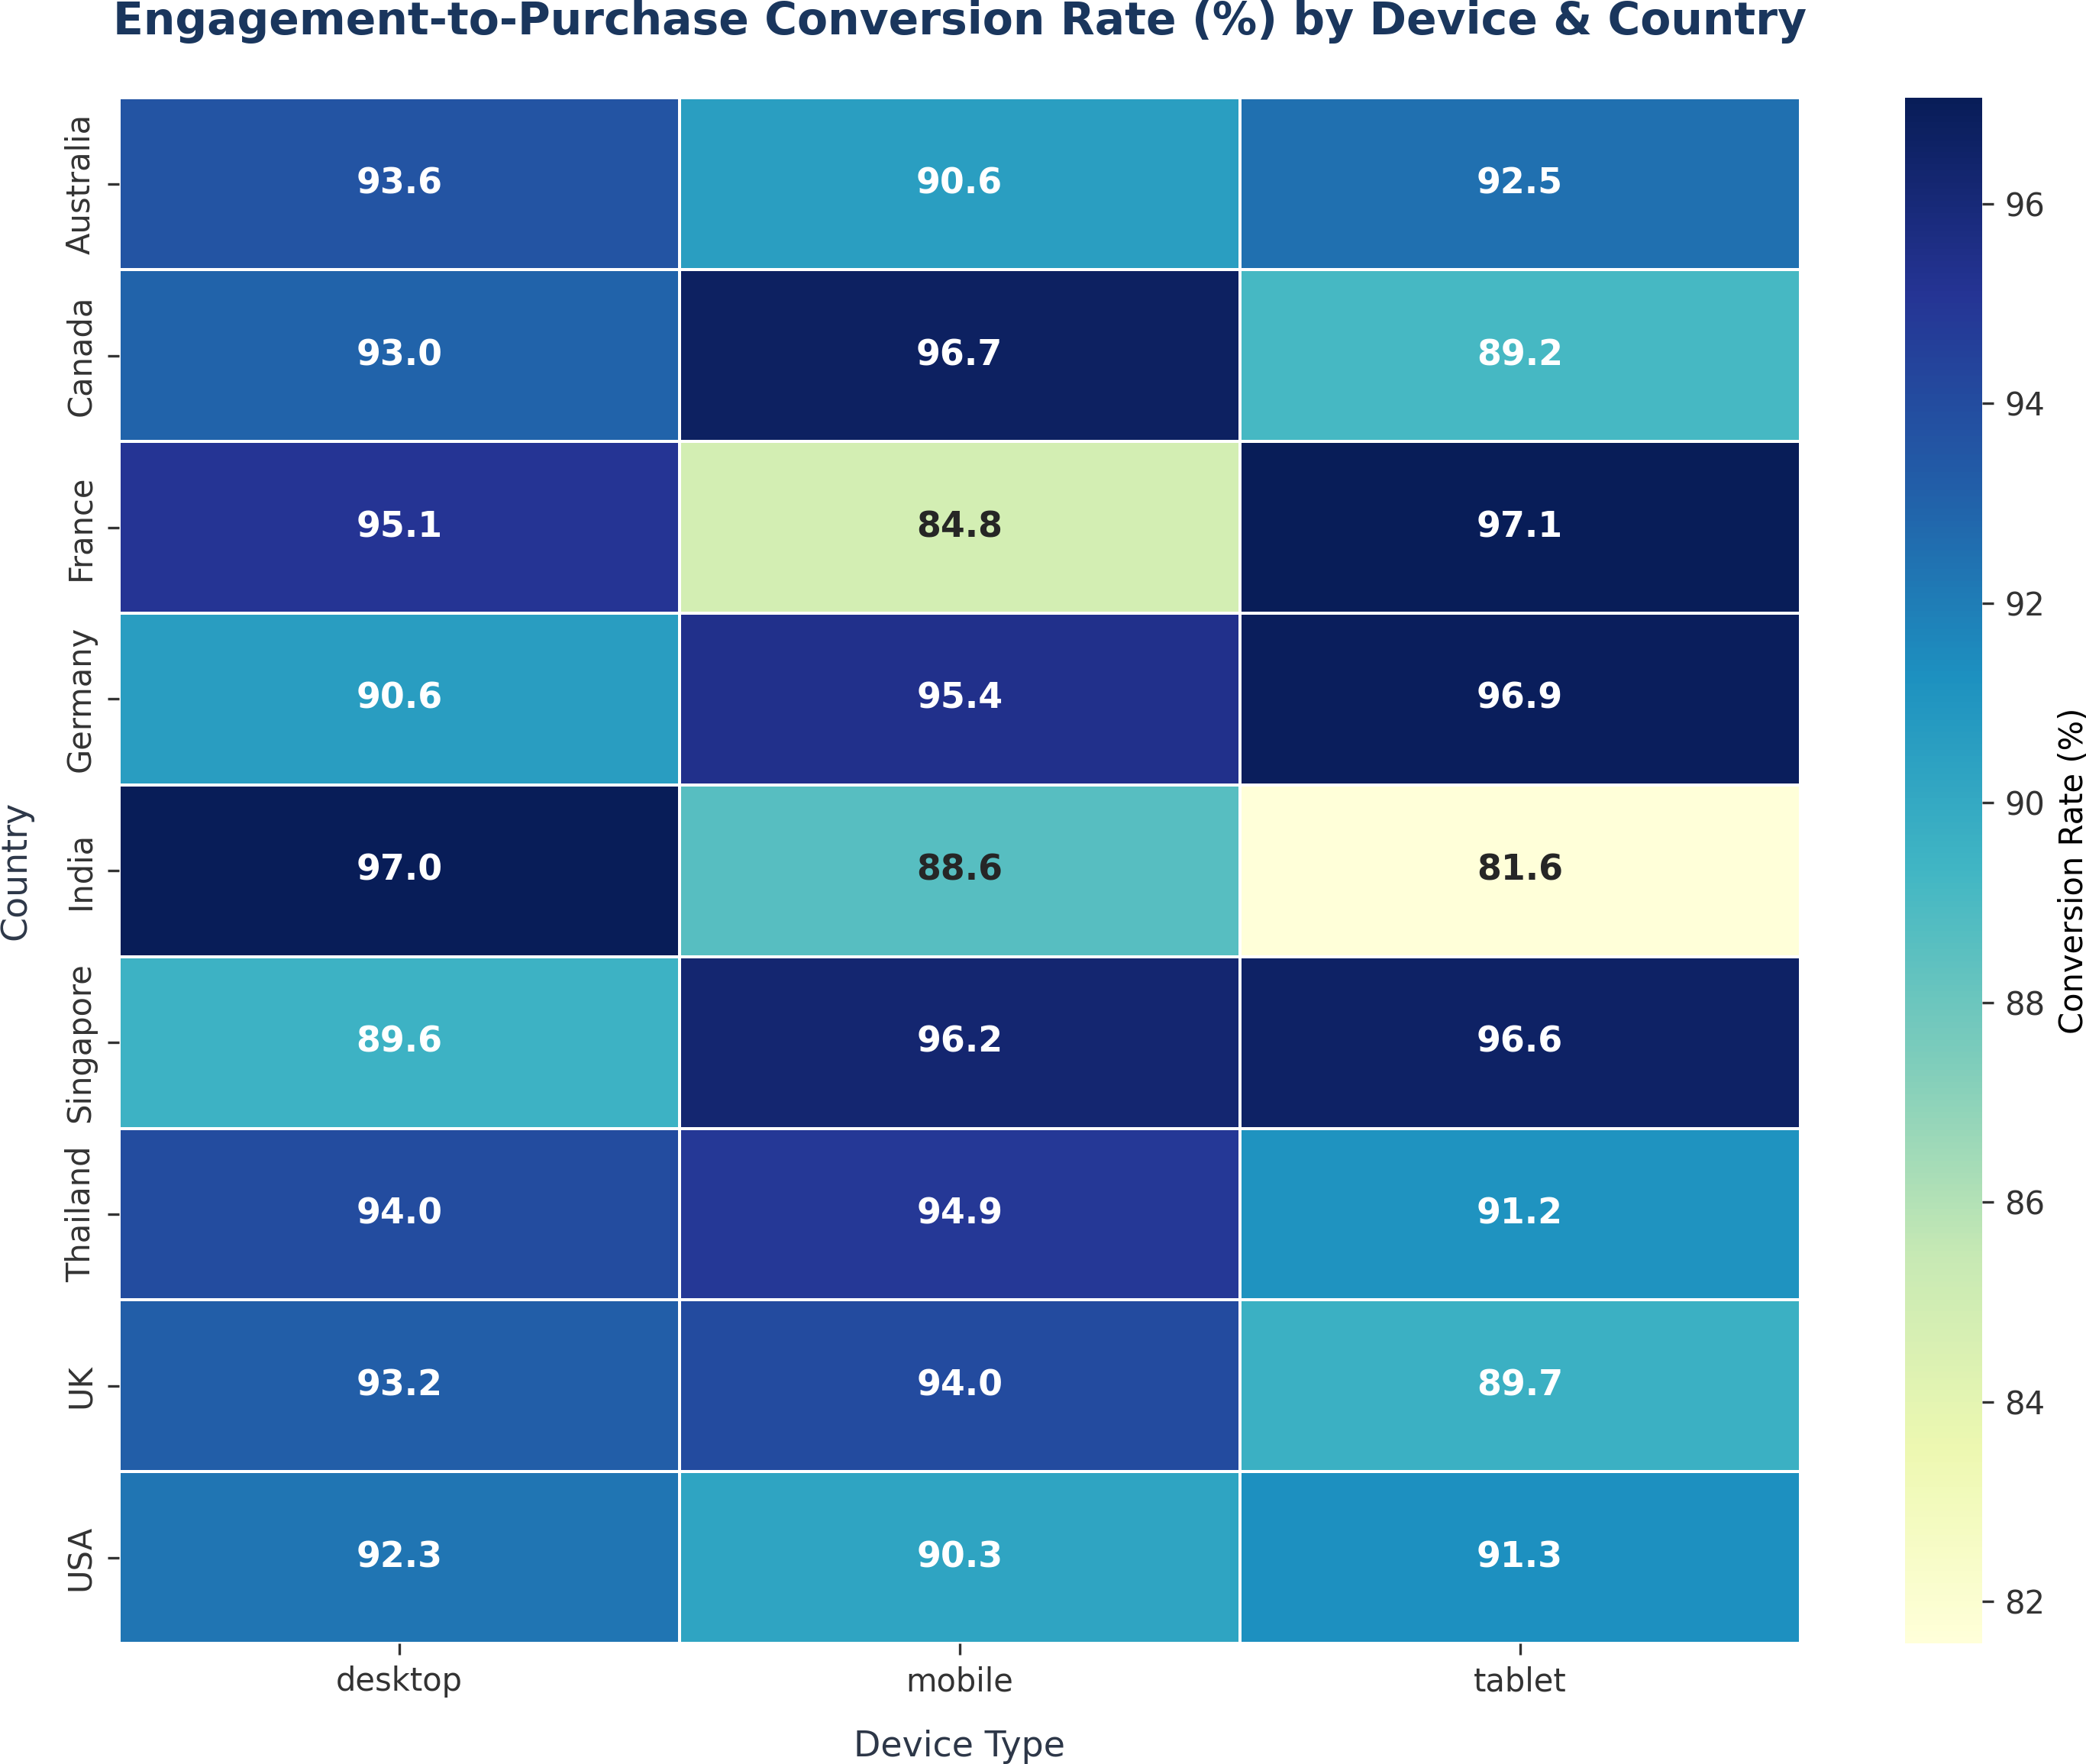 Engagement-to-Purchase Conversion Rate (%) by Device & Country
Country
Australia
93.6
90.6
92.5
Canada
93.0
96.7
89.2
France
95.1
84.8
97.1
Germany
90.6
95.4
96.9
India
97.0
88.6
81.6
Singapore
89.6
96.2
96.6
Thailand
94.0
94.9
91.2
UK
93.2
94.0
89.7
USA
92.3
90.3
91.3
desktop
mobile
tablet
Device Type
96
94
92
90
88
86
84
82
Conversion Rate (%)